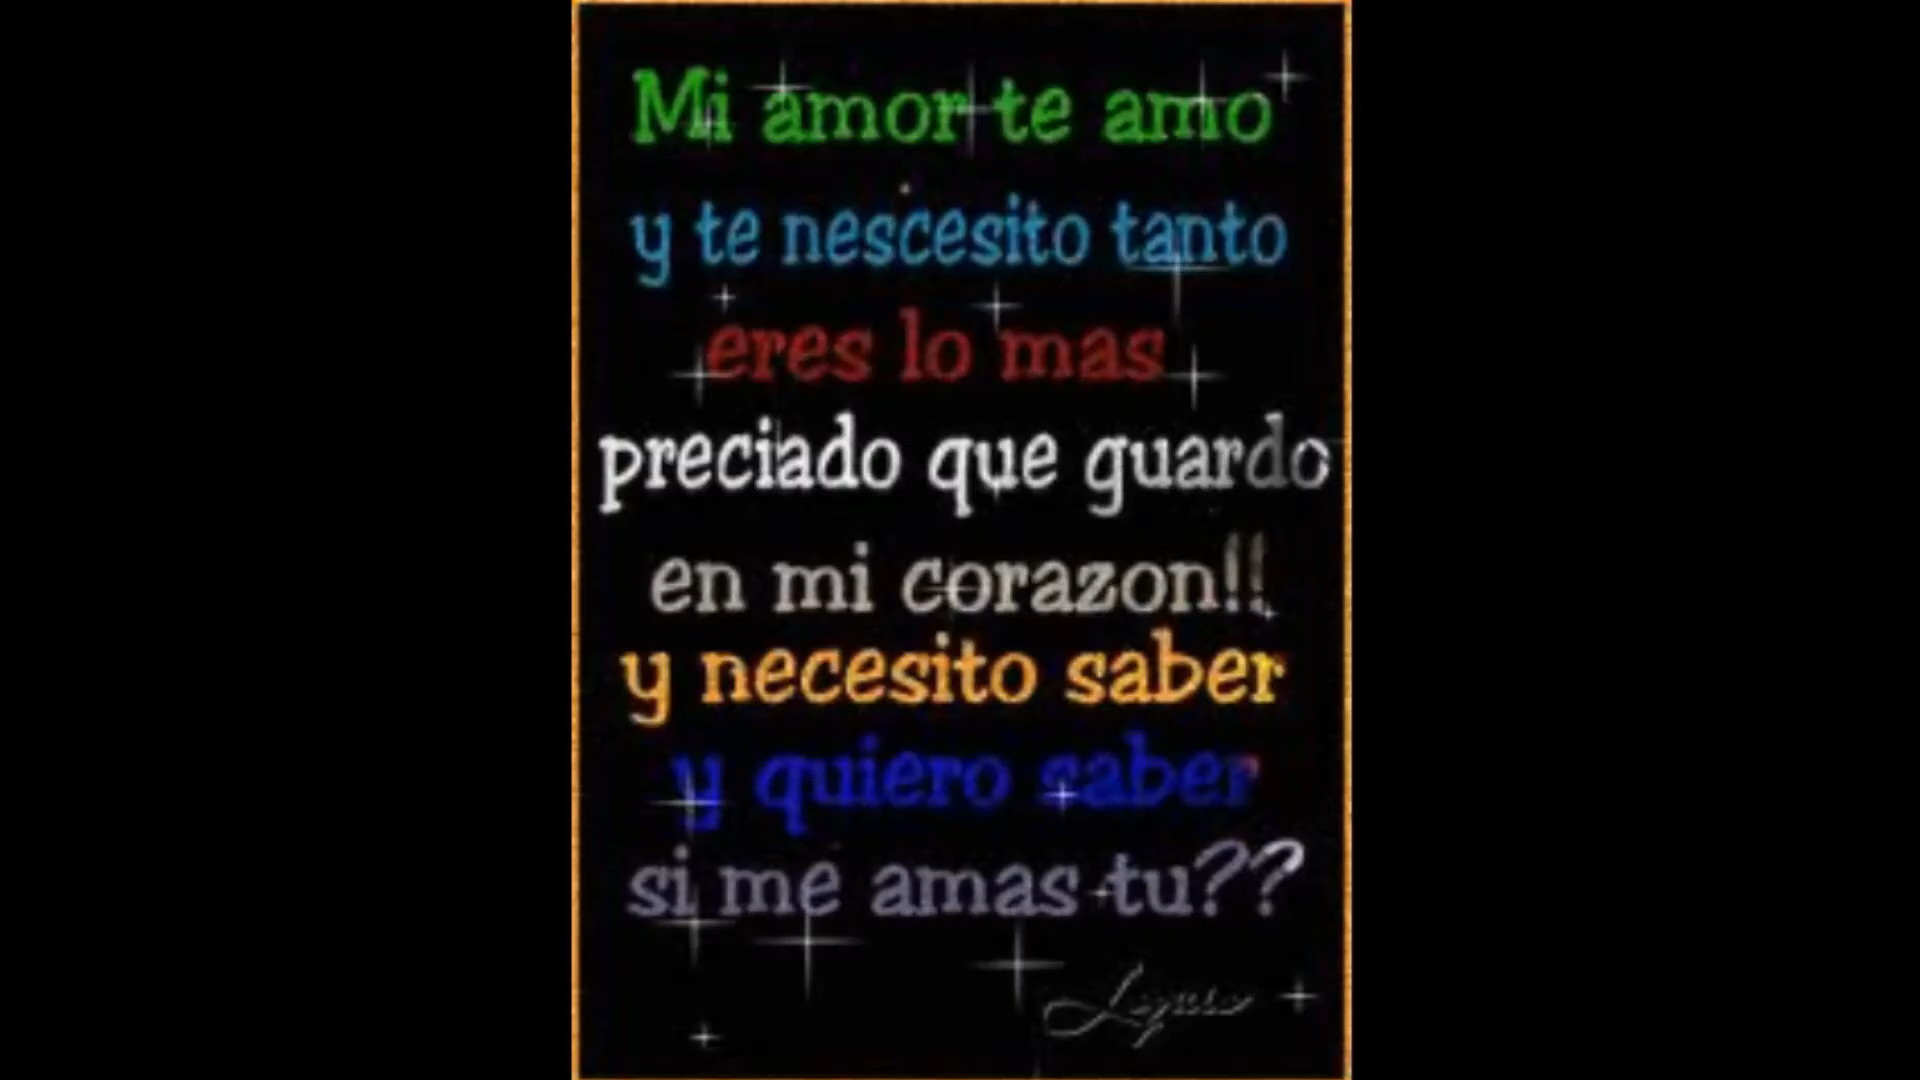 Mi amor te amo
y te nescesito tanto
eres lo mas
preciado que guardo
en mi corazon!!
y necesito saber
y quiero saber
si me amas tu??